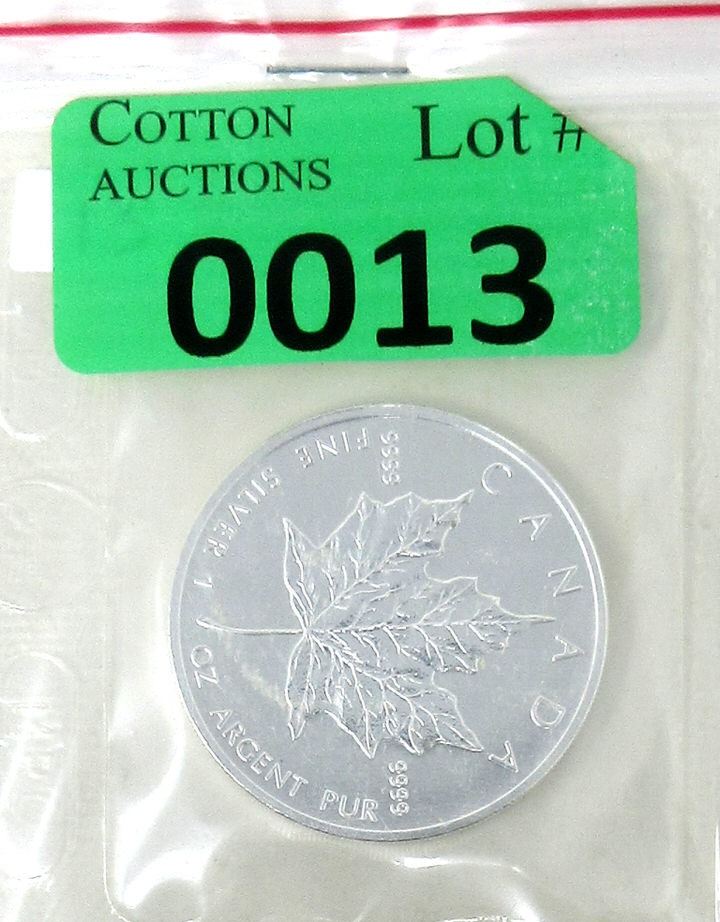 COTTON
AUCTIONS
Lot #
0013
CANADA
9999
9999
FINE SILVER 1 OZ ARGENT PUR